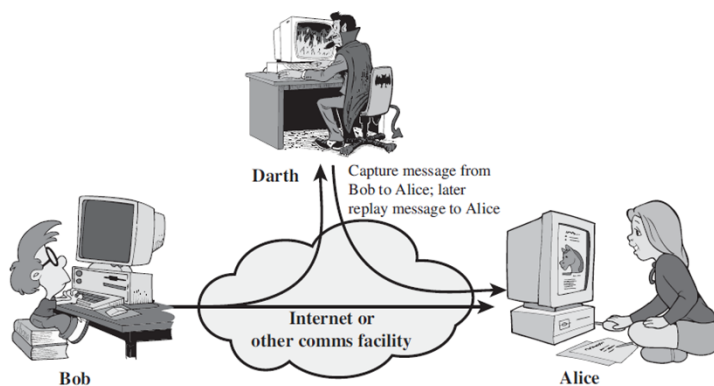 Darth
Capture message from
Bob to Alice; later
replay message to Alice
Internet or
other comms facility
Bob
Alice